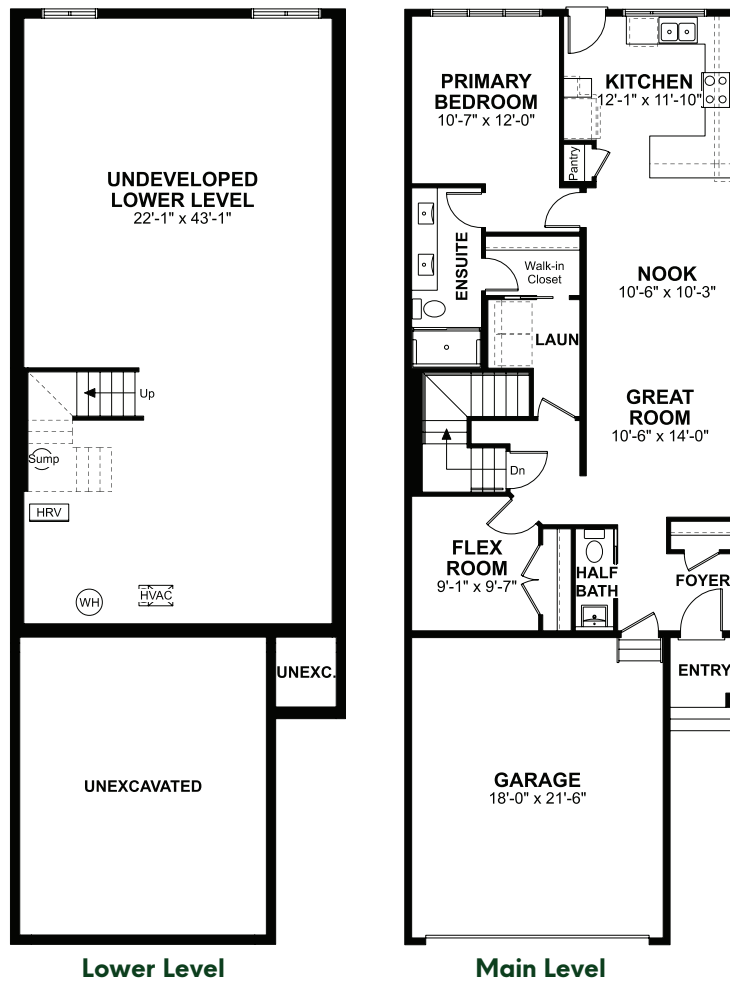 UNDEVELOPED
LOWER LEVEL
22'-1" x 43'-1"
Up
Sump
HRV
WH
HVAC
UNEXC.
UNEXCAVATED
Lower Level
PRIMARY
BEDROOM
10'-7" x 12'-0"
KITCHEN
12'-1" x 11'-10"
Pantry
ENSUITE
Walk-in
Closet
NOOK
10'-6" x 10'-3"
LAUN
GREAT
ROOM
10'-6" x 14'-0"
Dn
FLEX
ROOM
9'-1" x 9'-7"
HALF
BATH
FOYER
ENTRY
GARAGE
18'-0" x 21'-6"
Main Level